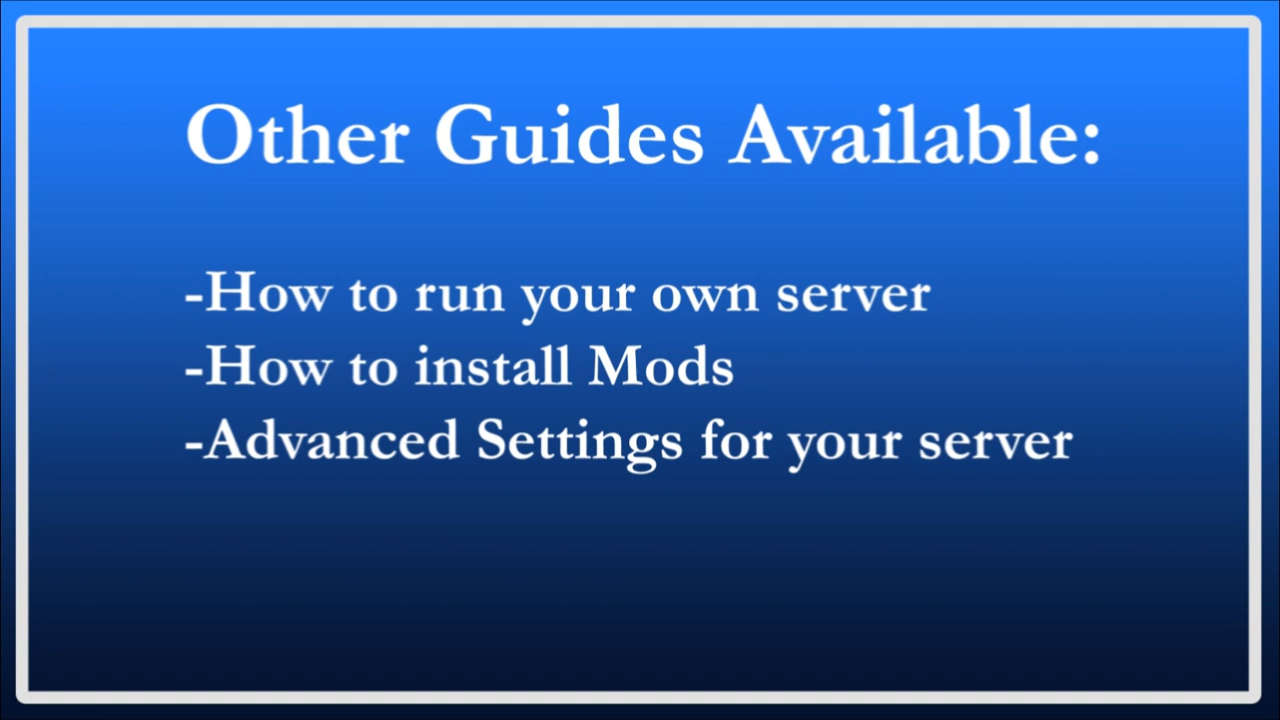 Other Guides Available:
-How to run your own server
-How to install Mods
-Advanced Settings for your server